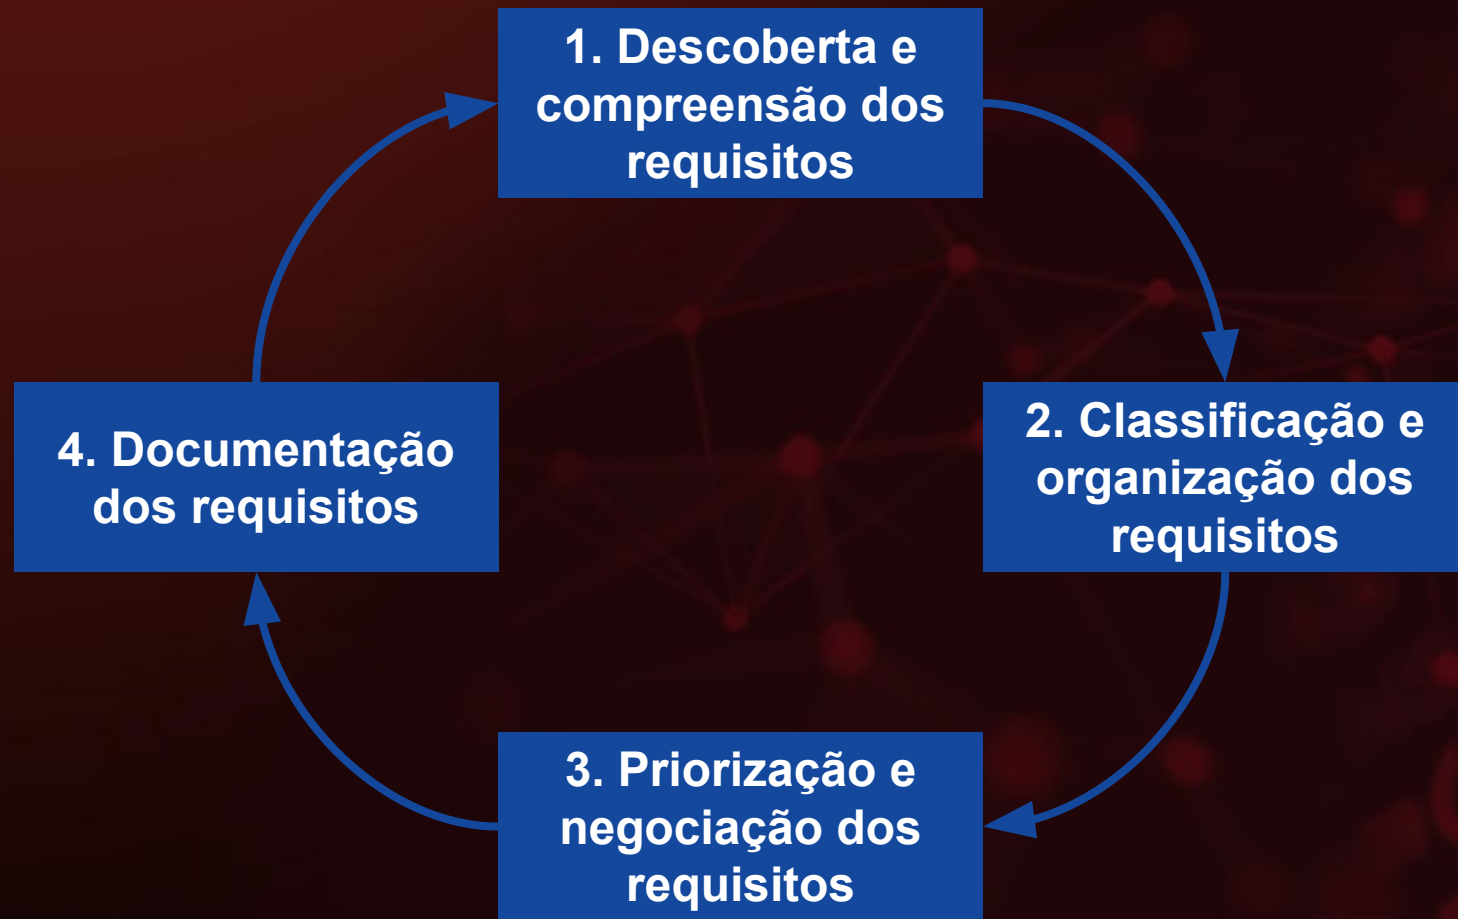 1. Descoberta e
compreensão dos
requisitos
2. Classificação e
organização dos
requisitos
3. Priorização e
negociação dos
requisitos
4. Documentação
dos requisitos